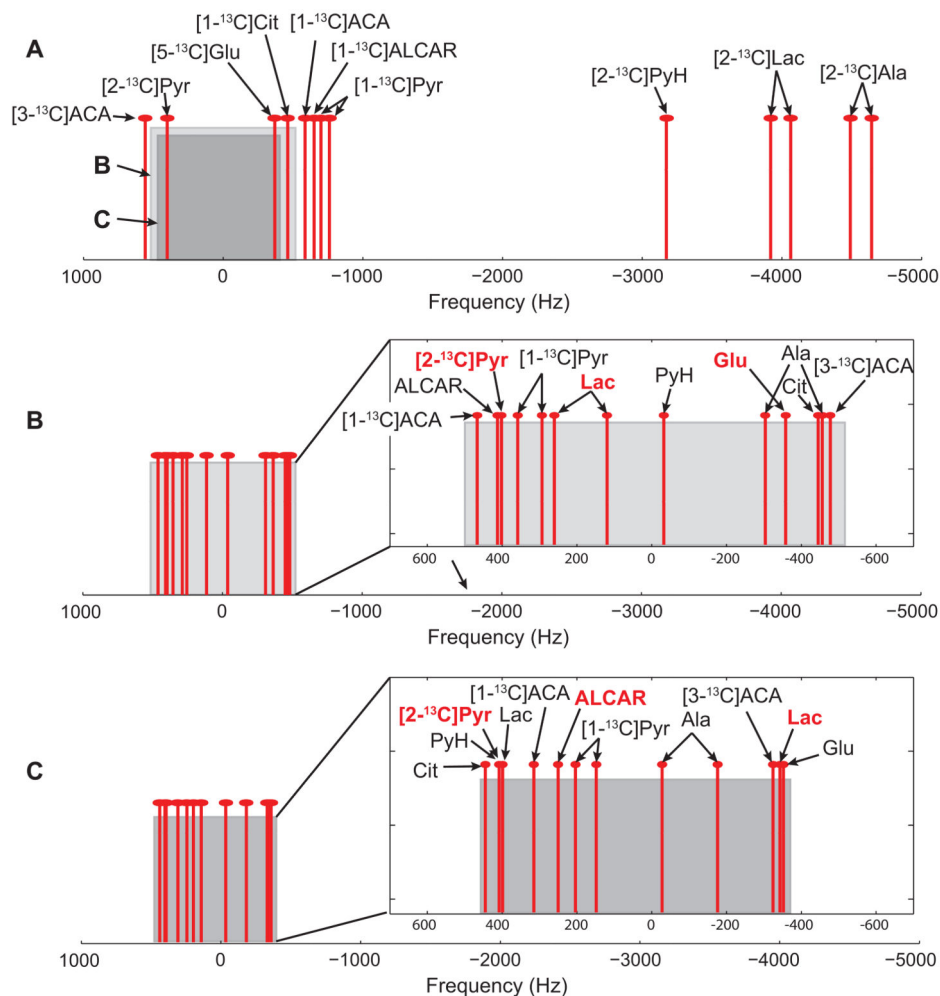 A
[1-¹³C]Cit [1-¹³C]ACA
[5-¹³C]Glu [1-¹³C]ALCAR
[2-¹³C]Pyr [1-¹³C]Pyr
[3-¹³C]ACA
[2-¹³C]PyH
[2-¹³C]Lac
[2-¹³C]Ala
B
C
1000 0 −1000 −2000 −3000 −4000 −5000
Frequency (Hz)
B
[2-¹³C]Pyr [1-¹³C]Pyr Glu Ala [3-¹³C]ACA
ALCAR Lac PyH Cit
[1-¹³C]ACA
600 400 200 0 -200 -400 -600
1000 0 −1000 −2000 −3000 −4000 −5000
Frequency (Hz)
C
[1-¹³C]ACA ALCAR [3-¹³C]ACA
[2-¹³C]Pyr Lac [1-¹³C]Pyr Ala Lac
PyH Glu
Cit
600 400 200 0 -200 -400 -600
1000 0 −1000 −2000 −3000 −4000 −5000
Frequency (Hz)